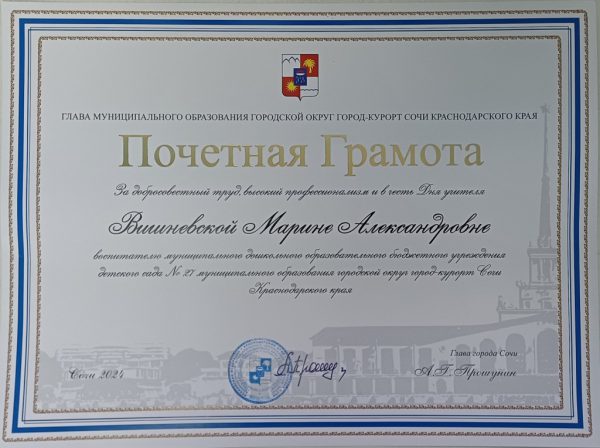 ГЛАВА МУНИЦИПАЛЬНОГО ОБРАЗОВАНИЯ ГОРОДСКОЙ ОКРУГ ГОРОД-КУРОРТ СОЧИ КРАСНОДАРСКОГО КРАЯ
Почетная Грамота
За добросовестный труд, высокий профессионализм и в честь Дня учителя
Вишневской Марине Александровне
воспитателю муниципального дошкольного образовательного бюджетного учреждения
детского сада № 27 муниципального образования городской округ город-курорт Сочи
Краснодарского края
Глава города Сочи
Сочи 2024
А.Г. Прошунин